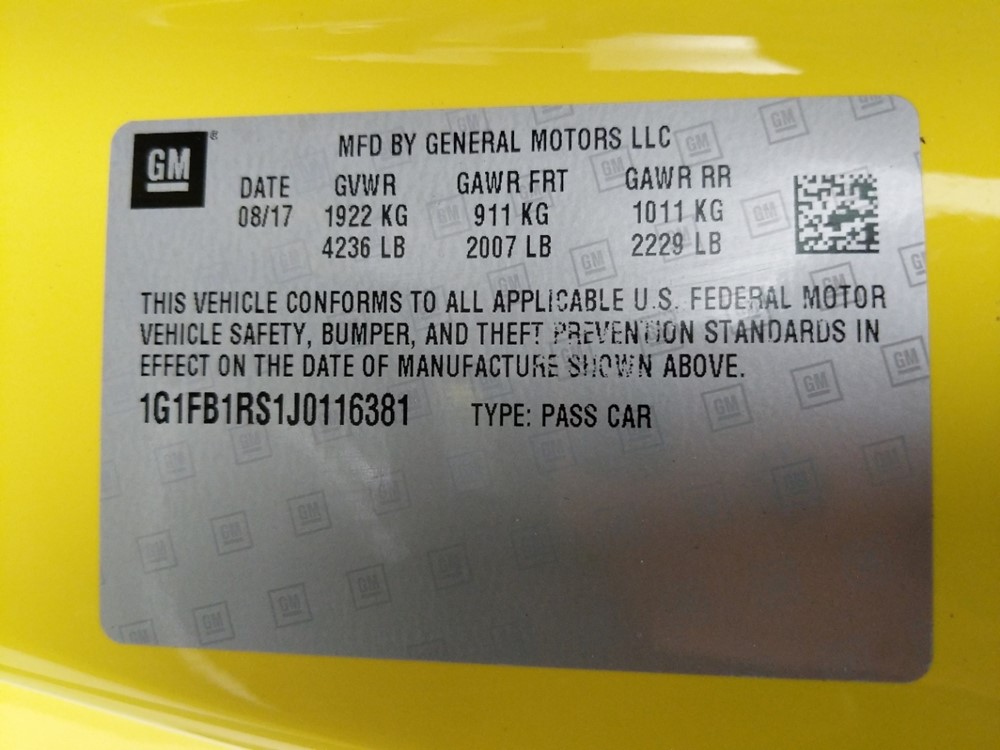 GM ®
MFD BY GENERAL MOTORS LLC
DATE GVWR GAWR FRT GAWR RR
08/17 1922 KG 911 KG 1011 KG
4236 LB 2007 LB 2229 LB
THIS VEHICLE CONFORMS TO ALL APPLICABLE U.S. FEDERAL MOTOR
VEHICLE SAFETY, BUMPER, AND THEFT PREVENTION STANDARDS IN
EFFECT ON THE DATE OF MANUFACTURE SHOWN ABOVE.
1G1FB1RS1J0116381 TYPE: PASS CAR